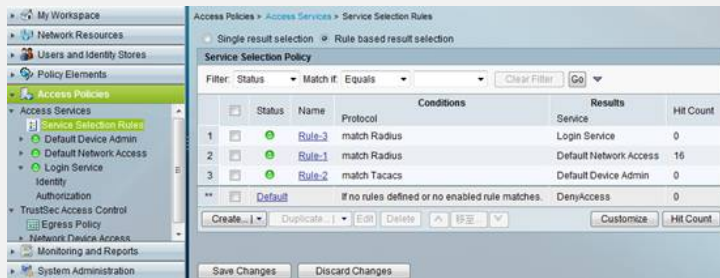 My Workspace
Network Resources
Users and Identity Stores
Policy Elements
Access Policies
Access Services
Service Selection Rules
Default Device Admin
Default Network Access
Login Service
Identity
Authorization
TrustSec Access Control
Egress Policy
Network Device Access
Monitoring and Reports
System Administration
Access Policies > Access Services > Service Selection Rules
Single result selection Rule based result selection
Service Selection Policy
Filter: Status Match if: Equals Clear Filter Go
Status Name Conditions Results Hit Count
Protocol Service
1 Rule-3 match Radius Login Service 0
2 Rule-1 match Radius Default Network Access 16
3 Rule-2 match Tacacs Default Device Admin 0
** Default If no rules defined or no enabled rule matches. DenyAccess 0
Create... Duplicate... Edit Delete 移至... Customize Hit Count
Save Changes Discard Changes